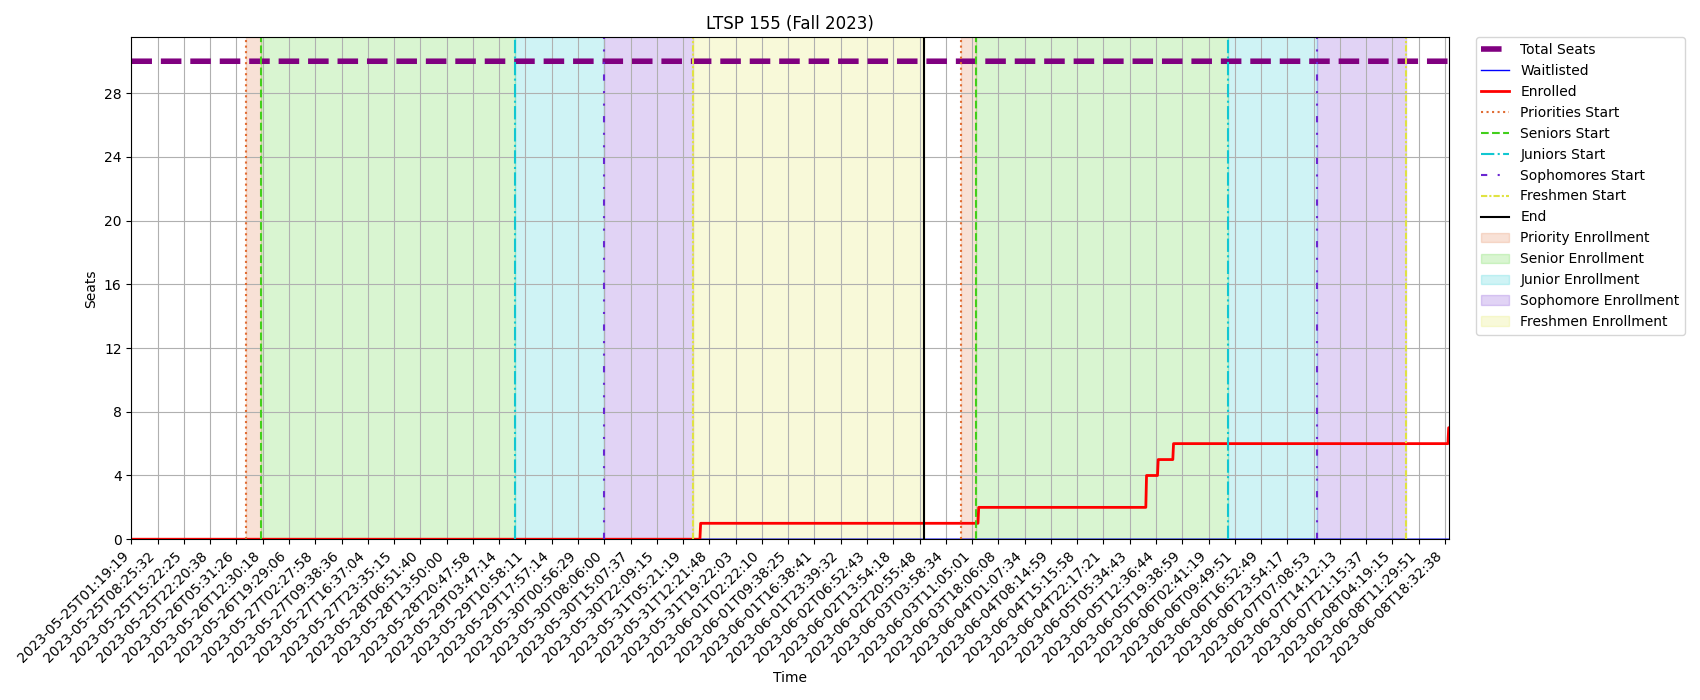 LTSP 155 (Fall 2023)
Seats
28
24
20
16
12
8
4
0
2023-05-25T01:19:19
2023-05-25T08:25:32
2023-05-25T15:22:25
2023-05-25T22:20:38
2023-05-26T05:31:26
2023-05-26T12:30:18
2023-05-26T19:29:06
2023-05-27T02:27:58
2023-05-27T09:38:36
2023-05-27T16:37:04
2023-05-27T23:35:15
2023-05-28T06:51:40
2023-05-28T13:50:00
2023-05-28T20:47:58
2023-05-29T03:47:14
2023-05-29T10:58:11
2023-05-29T17:57:14
2023-05-30T00:56:29
2023-05-30T08:06:00
2023-05-30T15:07:37
2023-05-30T22:09:15
2023-05-31T05:21:19
2023-05-31T12:21:48
2023-05-31T19:22:03
2023-06-01T02:22:10
2023-06-01T09:38:25
2023-06-01T16:38:41
2023-06-01T23:39:32
2023-06-02T06:52:43
2023-06-02T13:54:18
2023-06-02T20:55:48
2023-06-03T03:58:34
2023-06-03T11:05:01
2023-06-03T18:06:08
2023-06-04T01:07:34
2023-06-04T08:14:59
2023-06-04T15:15:58
2023-06-04T22:17:21
2023-06-05T05:34:43
2023-06-05T12:36:44
2023-06-05T19:38:59
2023-06-06T02:41:19
2023-06-06T09:49:51
2023-06-06T16:52:49
2023-06-06T23:54:17
2023-06-07T07:08:53
2023-06-07T14:12:13
2023-06-07T21:15:37
2023-06-08T04:19:15
2023-06-08T11:29:51
2023-06-08T18:32:38
Time
Total Seats
Waitlisted
Enrolled
Priorities Start
Seniors Start
Juniors Start
Sophomores Start
Freshmen Start
End
Priority Enrollment
Senior Enrollment
Junior Enrollment
Sophomore Enrollment
Freshmen Enrollment